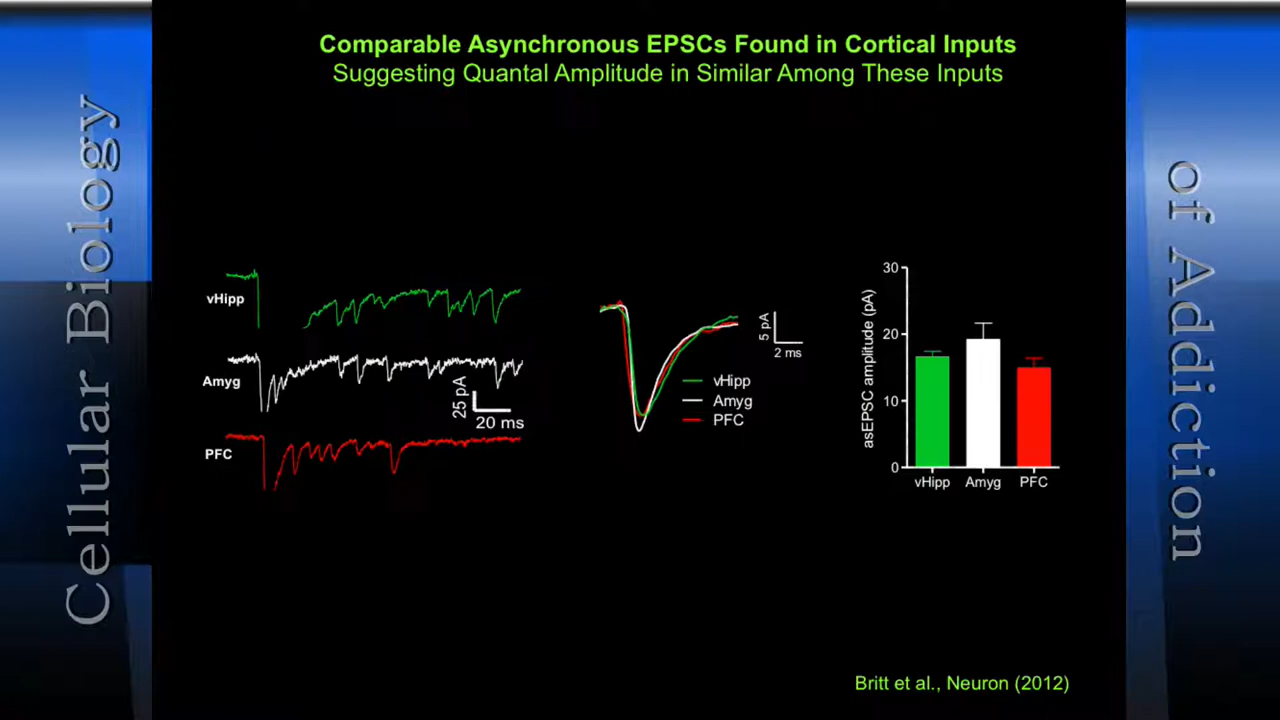 Comparable Asynchronous EPSCs Found in Cortical Inputs
Suggesting Quantal Amplitude in Similar Among These Inputs
Cellular Biology
of Addiction
vHipp
Amyg
PFC
25 pA
20 ms
5 pA
2 ms
vHipp
Amyg
PFC
asEPSC amplitude (pA)
30
20
10
0
vHipp Amyg PFC
Britt et al., Neuron (2012)